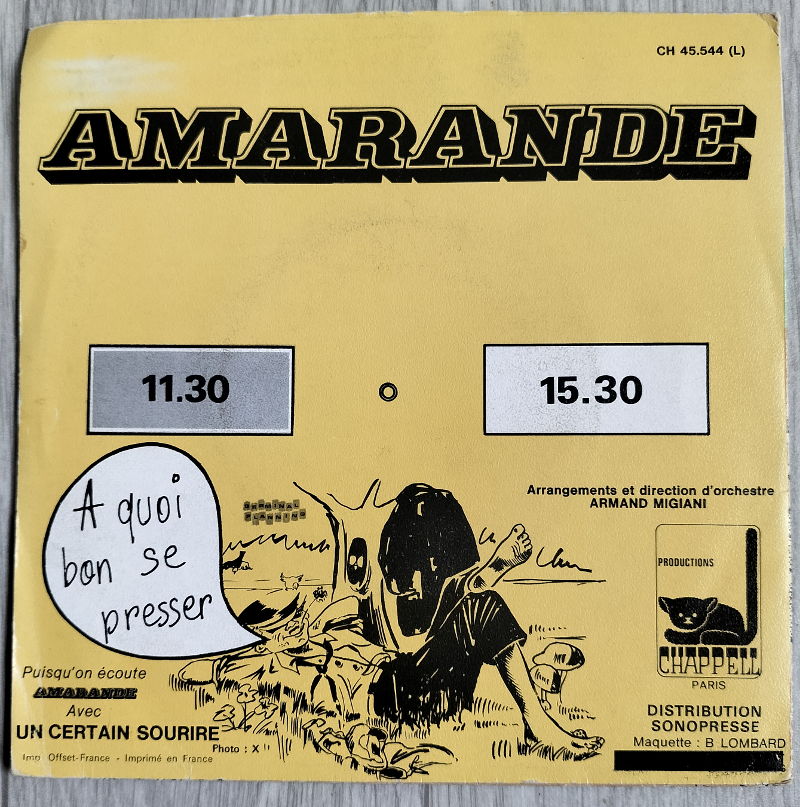 CH 45.544 (L)
AMARANDE
11.30
15.30
A quoi
bon se
presser
Arrangements et direction d'orchestre
ARMAND MIGIANI
PRODUCTIONS
CHAPPELL
PARIS
Puisqu'on écoute
AMARANDE
Avec
UN CERTAIN SOURIRE
Photo : X
Imp. Offset-France - Imprimé en France
DISTRIBUTION
SONOPRESSE
Maquette : B LOMBARD